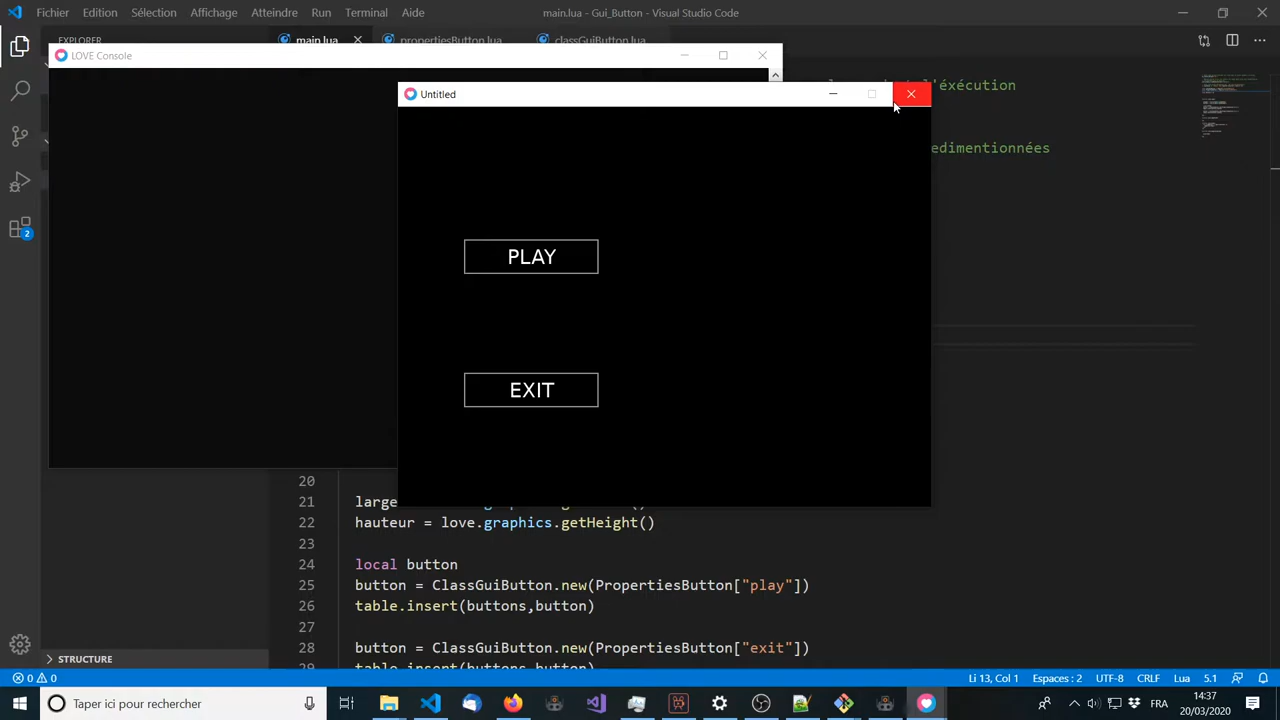 Fichier Edition Sélection Affichage Atteindre Run Terminal Aide
main.lua - Gui_Button - Visual Studio Code
EXPLORER
main.lua
propertiesButton.lua
classGuiButton.lua
LOVE Console
l'éxécution
Untitled
edimentionnées
PLAY
EXIT
20
21 large
22 hauteur = love.graphics.getHeight()
23
24 local button
25 button = ClassGuiButton.new(PropertiesButton["play"])
26 table.insert(buttons,button)
27
28 button = ClassGuiButton.new(PropertiesButton["exit"])
29 table.insert(buttons,button)
2
STRUCTURE
0 0
Li 13, Col 1 Espaces : 2 UTF-8 CRLF Lua 5.1
Taper ici pour rechercher
FR
14:37
20/03/2020